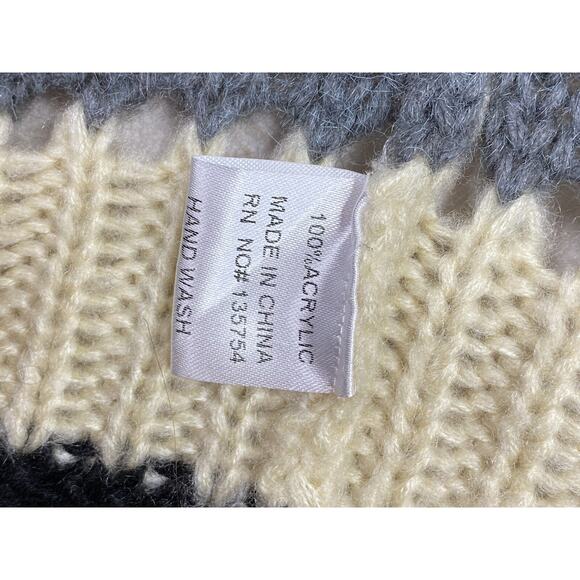 100%ACRYLIC
MADE IN CHINA
RN NO# 135754
HAND WASH